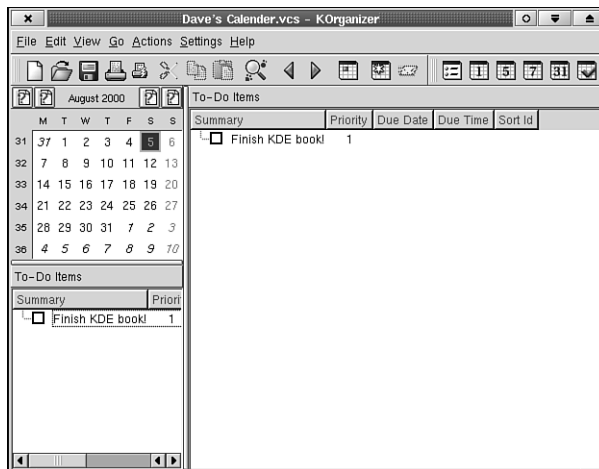 Dave's Calender.vcs - KOrganizer
File Edit View Go Actions Settings Help
1 5 7 31
August 2000
To-Do Items
M T W T F S S
Summary Priority Due Date Due Time Sort Id
31 31 1 2 3 4 5 6
Finish KDE book! 1
32 7 8 9 10 11 12 13
33 14 15 16 17 18 19 20
34 21 22 23 24 25 26 27
35 28 29 30 31 1 2 3
36 4 5 6 7 8 9 10
To-Do Items
Summary Priori
Finish KDE book! 1